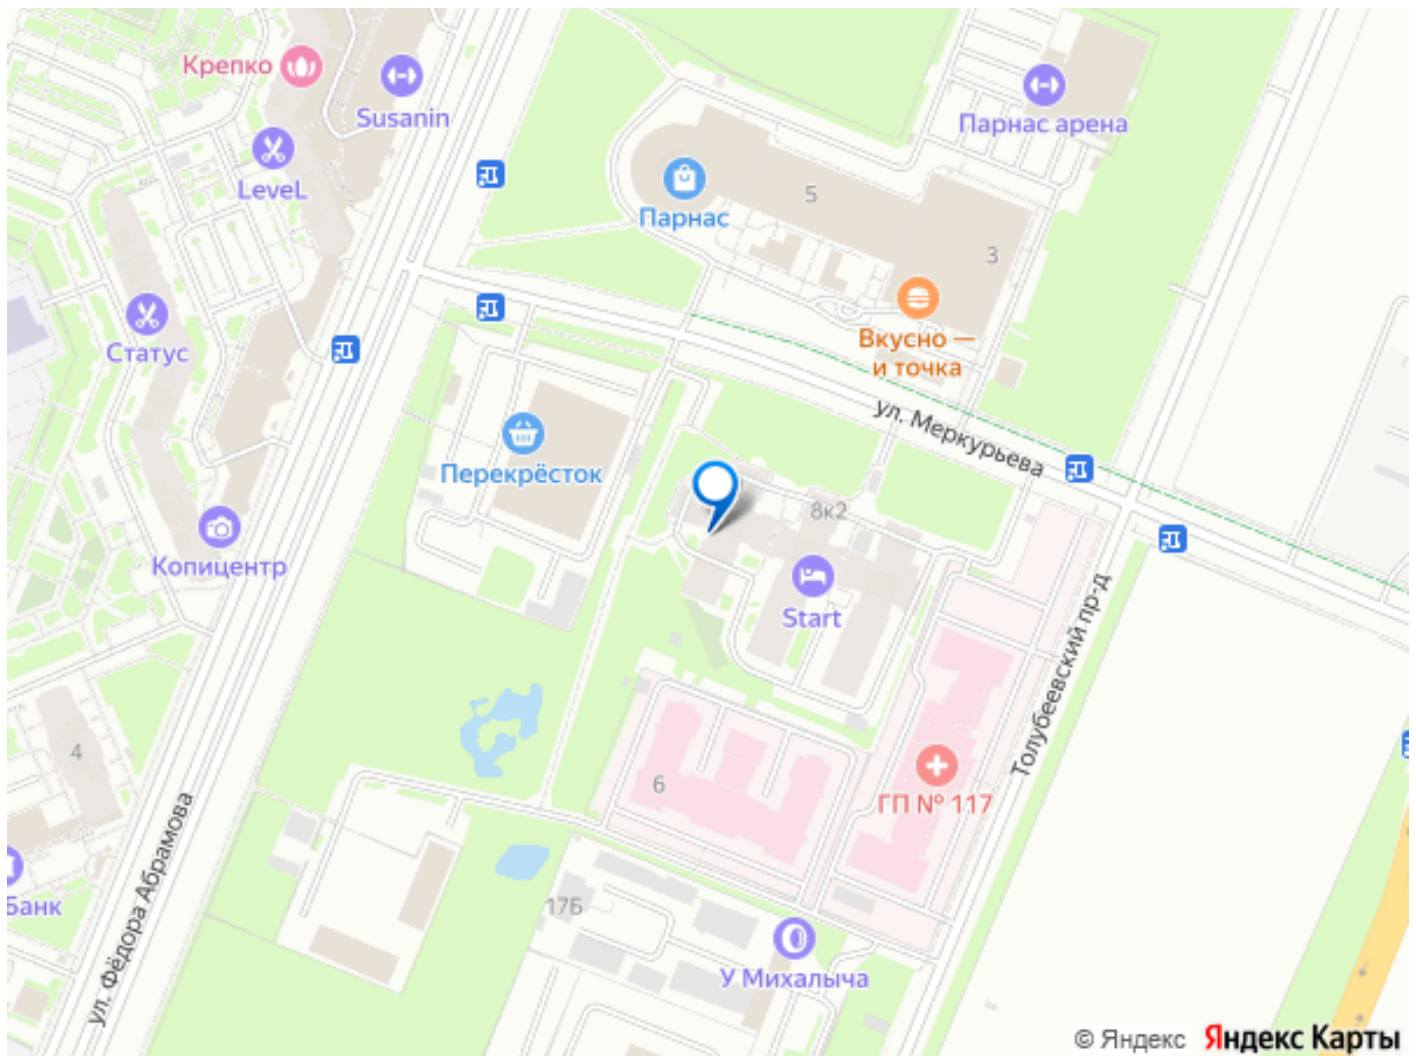 Крепко
Susanin
Парнас арена
LeveL
5
Парнас
3
Вкусно —
и точка
Статус
ул. Меркурьева
Перекрёсток
8к2
Копицентр
Start
Толубеевский пр-д
4
6
ГП № 117
ул. Фёдора Абрамова
Банк
17Б
У Михалыча
© Яндекс Яндекс Карты